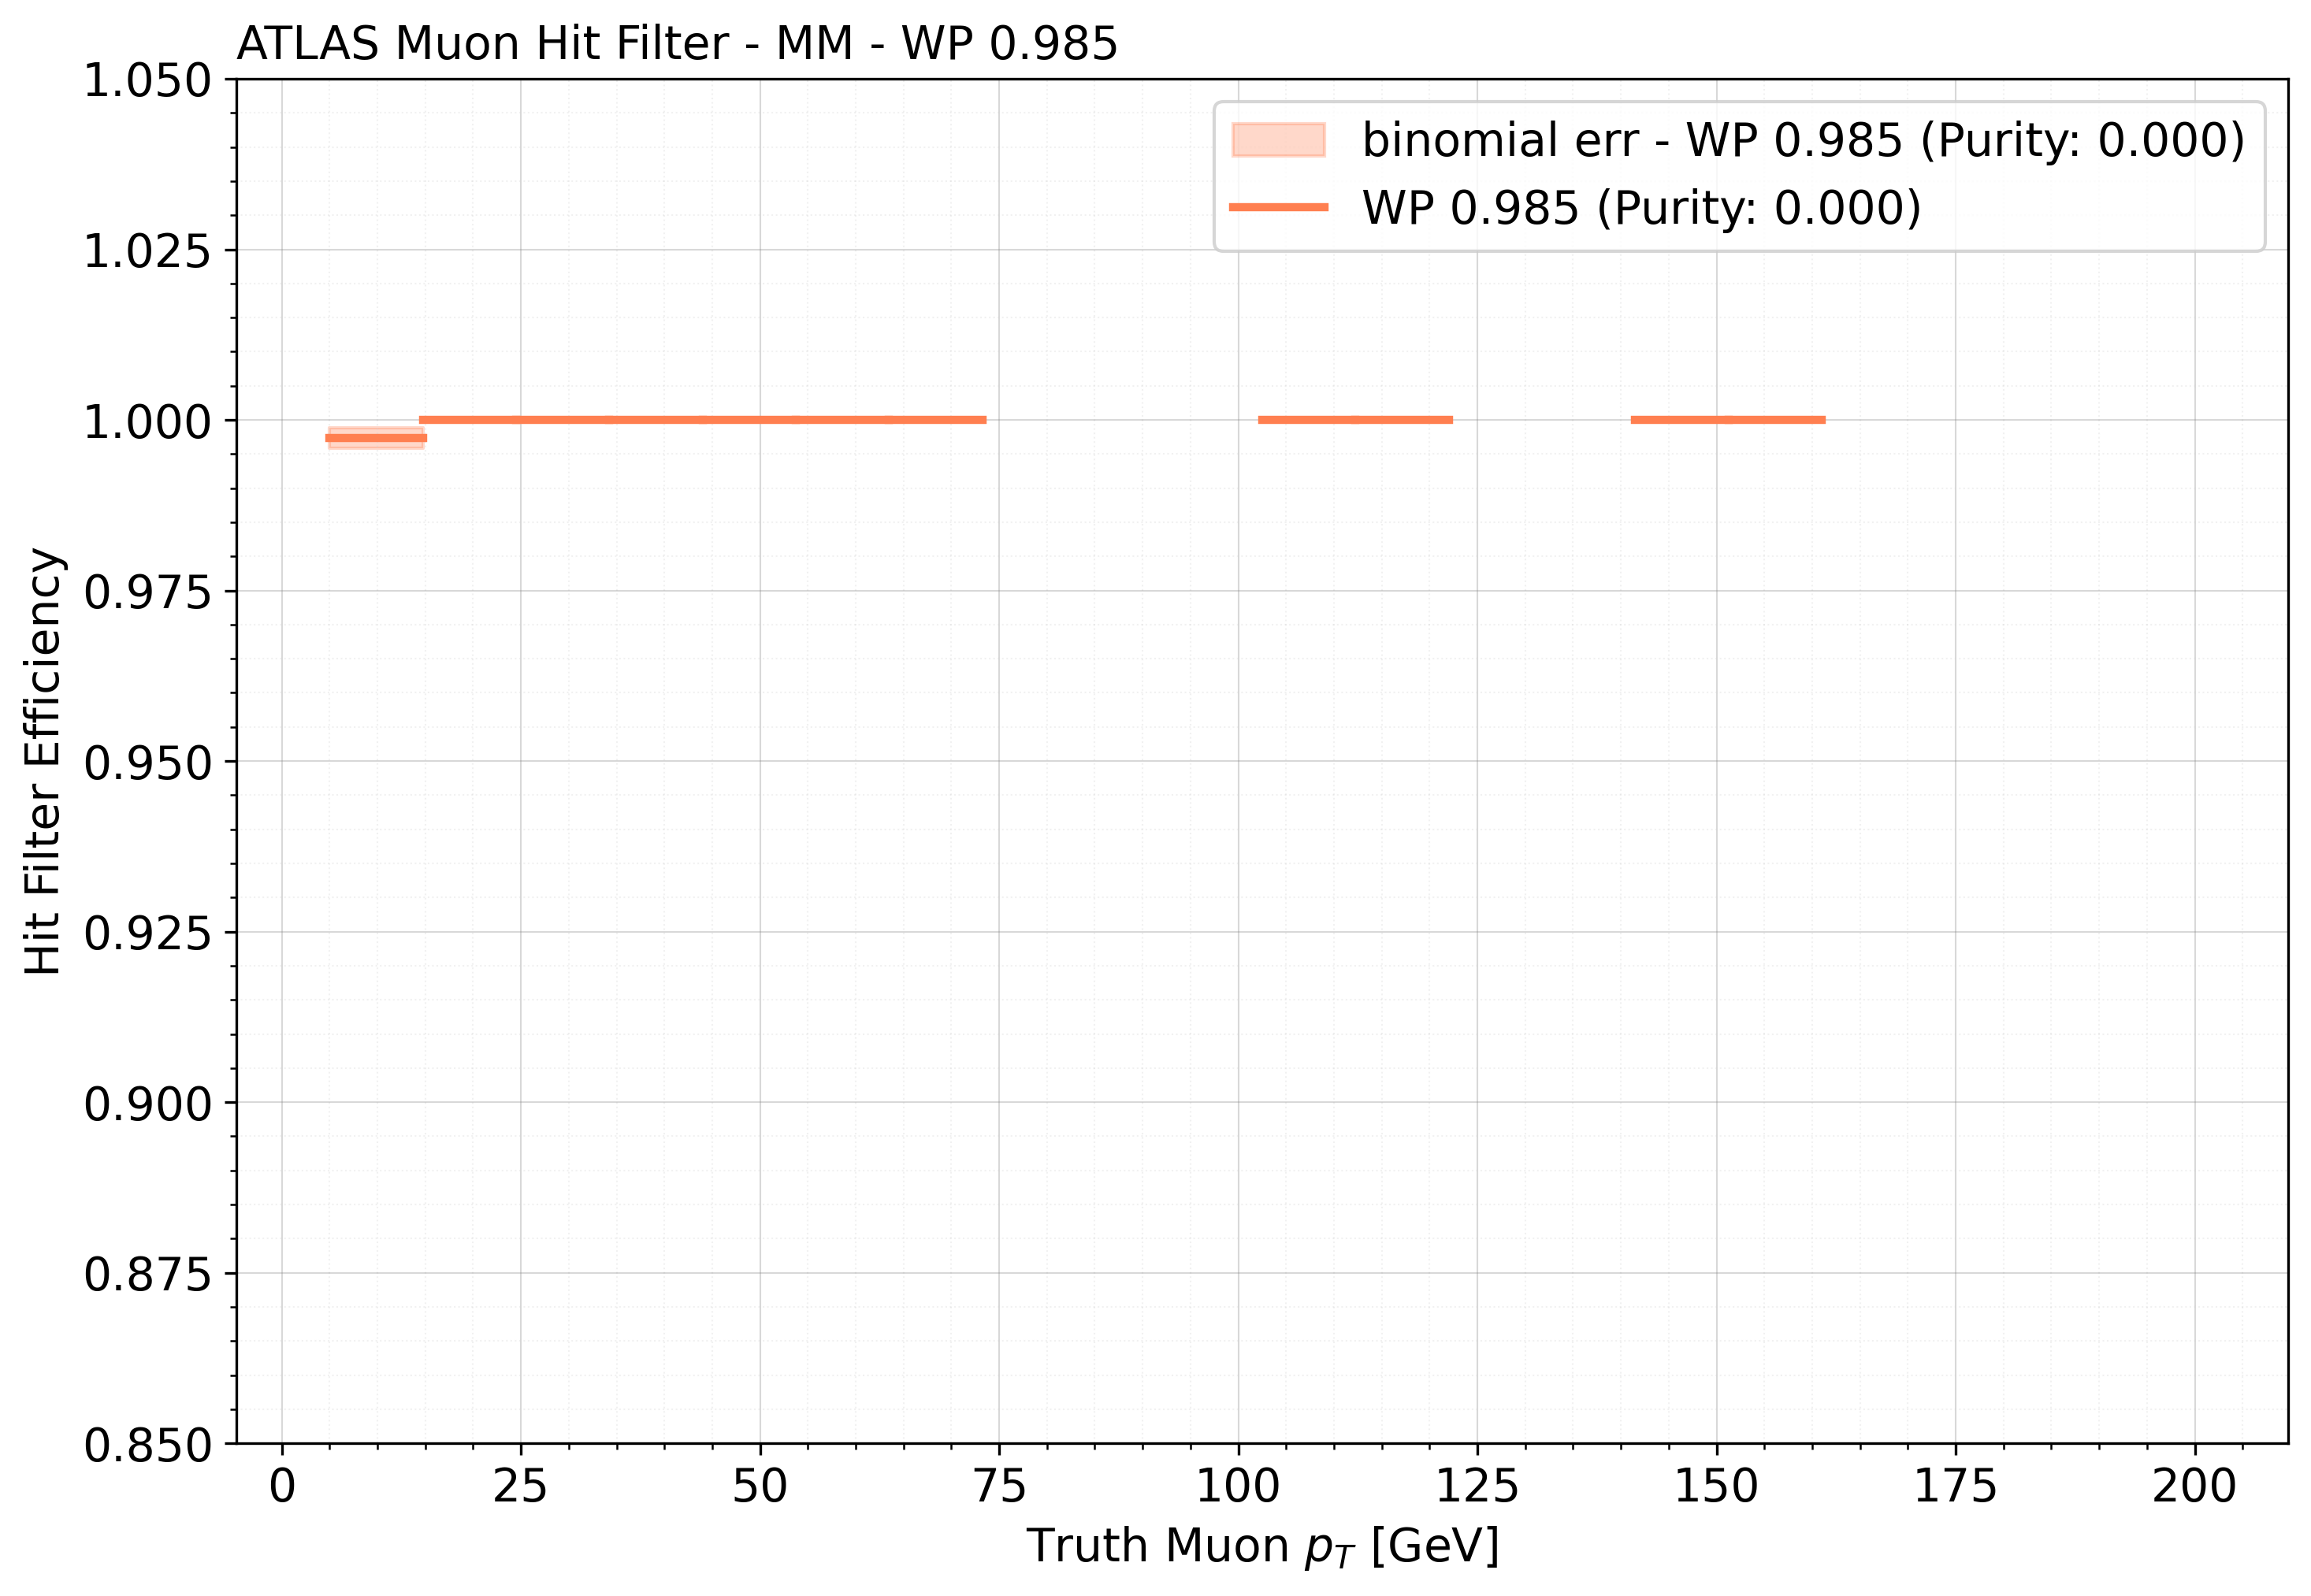 ATLAS Muon Hit Filter - MM - WP 0.985
binomial err - WP 0.985 (Purity: 0.000)
WP 0.985 (Purity: 0.000)
Hit Filter Efficiency
1.050
1.025
1.000
0.975
0.950
0.925
0.900
0.875
0.850
0 25 50 75 100 125 150 175 200
Truth Muon p_T [GeV]